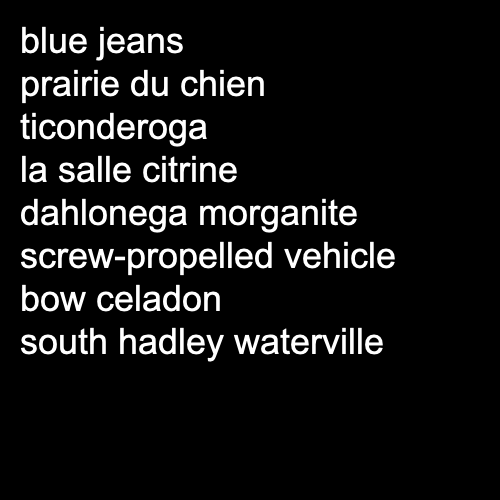 blue jeans
prairie du chien
ticonderoga
la salle citrine
dahlonega morganite
screw-propelled vehicle
bow celadon
south hadley waterville